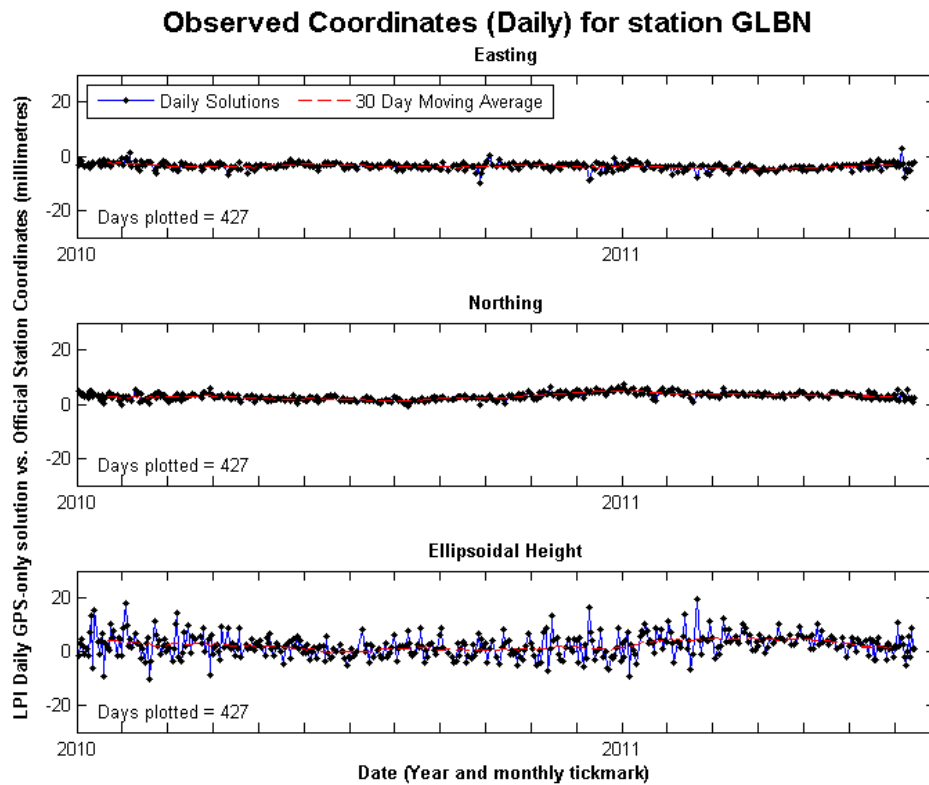 Observed Coordinates (Daily) for station GLBN
LPI Daily GPS-only solution vs. Official Station Coordinates (millimetres)
Easting
20
0
-20
Daily Solutions
30 Day Moving Average
Days plotted = 427
2010
2011
Northing
20
0
-20
Days plotted = 427
2010
2011
Ellipsoidal Height
20
0
-20
Days plotted = 427
2010
2011
Date (Year and monthly tickmark)